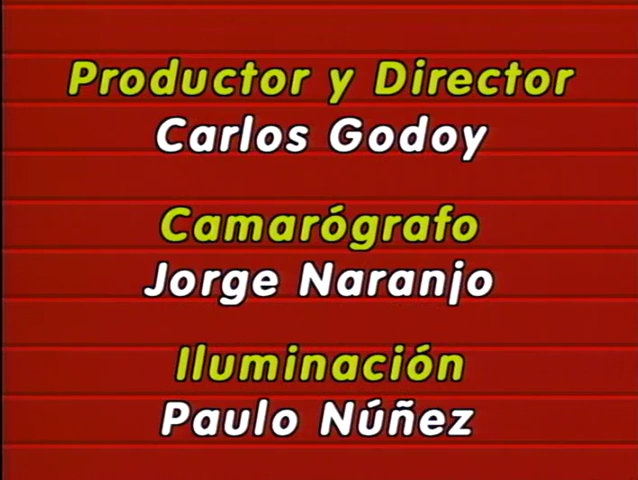 Productor y Director
Carlos Godoy
Camarógrafo
Jorge Naranjo
Iluminación
Paulo Núñez